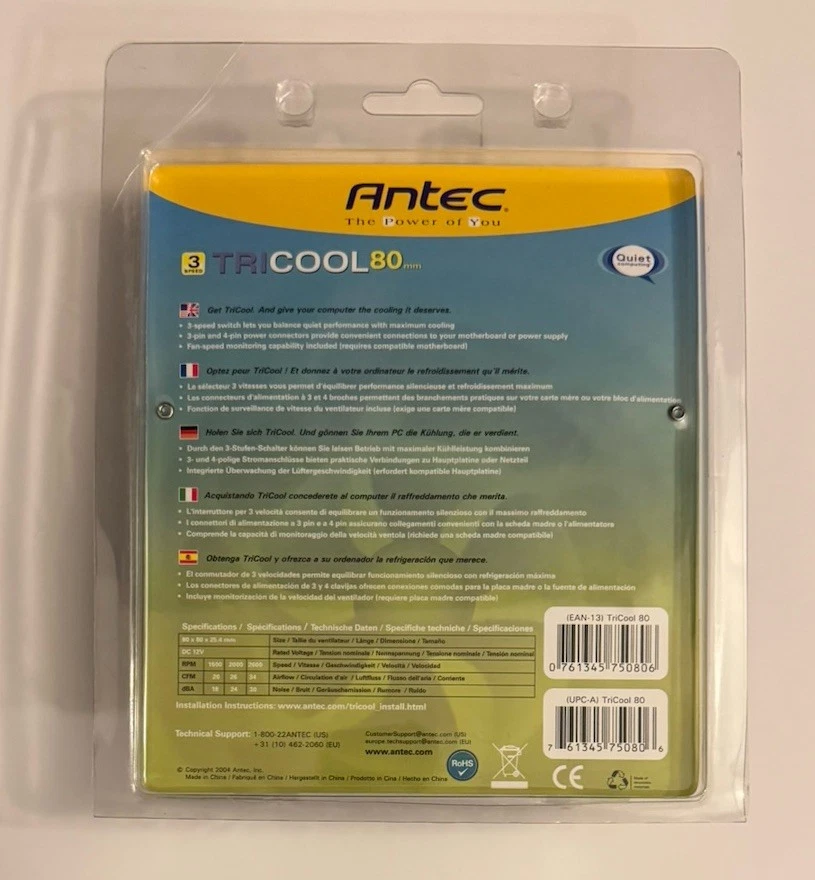 Antec®
The Power of You
3 SPEED TRICOOL80mm
Quiet computing
Get TriCool. And give your computer the cooling it deserves.
• 3-speed switch lets you balance quiet performance with maximum cooling
• 3-pin and 4-pin power connectors provide convenient connections to your motherboard or power supply
• Fan-speed monitoring capability included (requires compatible motherboard)
Optez pour TriCool ! Et donnez à votre ordinateur le refroidissement qu'il mérite.
• Le sélecteur 3 vitesses vous permet d'équilibrer performance silencieuse et refroidissement maximum
• Les connecteurs d'alimentation à 3 et 4 broches permettent des branchements pratiques sur votre carte mère ou votre bloc d'alimentation
• Fonction de surveillance de vitesse du ventilateur incluse (exige une carte mère compatible)
Holen Sie sich TriCool. Und gönnen Sie Ihrem PC die Kühlung, die er verdient.
• Durch den 3-Stufen-Schalter können Sie leisen Betrieb mit maximaler Kühlleistung kombinieren
• 3- und 4-polige Stromanschlüsse bieten praktische Verbindungen zu Hauptplatine oder Netzteil
• Integrierte Überwachung der Lüftergeschwindigkeit (erfordert kompatible Hauptplatine)
Acquistando TriCool concederete al computer il raffreddamento che merita.
• L'interruttore per 3 velocità consente di equilibrare un funzionamento silenzioso con il massimo raffreddamento
• I connettori di alimentazione a 3 pin e a 4 pin assicurano collegamenti convenienti con la scheda madre o l'alimentatore
• Comprende la capacità di monitoraggio della velocità ventola (richiede una scheda madre compatibile)
Obtenga TriCool y ofrezca a su ordenador la refrigeración que merece.
• El conmutador de 3 velocidades permite equilibrar funcionamiento silencioso con refrigeración máxima
• Los conectores de alimentación de 3 y 4 clavijas ofrecen conexiones cómodas para la placa madre o la fuente de alimentación
• Incluye monitorización de la velocidad del ventilador (requiere placa madre compatible)
Specifications / Spécifications / Technische Daten / Specifiche techniche / Specificaciones
80 x 80 x 25.4 mm Size / Taille du ventilateur / Länge / Dimensione / Tamaño
DC 12V Rated Voltage / Tension nominale / Nennspannung / Tensione nominale / Tensión nominal
RPM 2000 2600 Speed / Vitesse / Geschwindigkeit / Velocità / Velocidad
CFM 20 26 34 Airflow / Circulation d'air / Luftfluss / Flusso dell'aria / Corriente
dBA 24 Noise / Bruit / Geräuschemission / Rumore / Ruido
Installation Instructions: www.antec.com/tricool_install.html
Technical Support: 1-800-22ANTEC (US)
+31 (10) 462-2060 (EU)
CustomerSupport@antec.com (US)
europe.techsupport@antec.com (EU)
www.antec.com
© Copyright 2004 Antec, Inc.
Made in China / Fabriqué en Chine / Hergestellt in China / Prodotto in Cina / Hecho en China
RoHS
CE
(EAN-13) TriCool 80
0 761345 750806
(UPC-A) TriCool 80
7 61345 75080 6